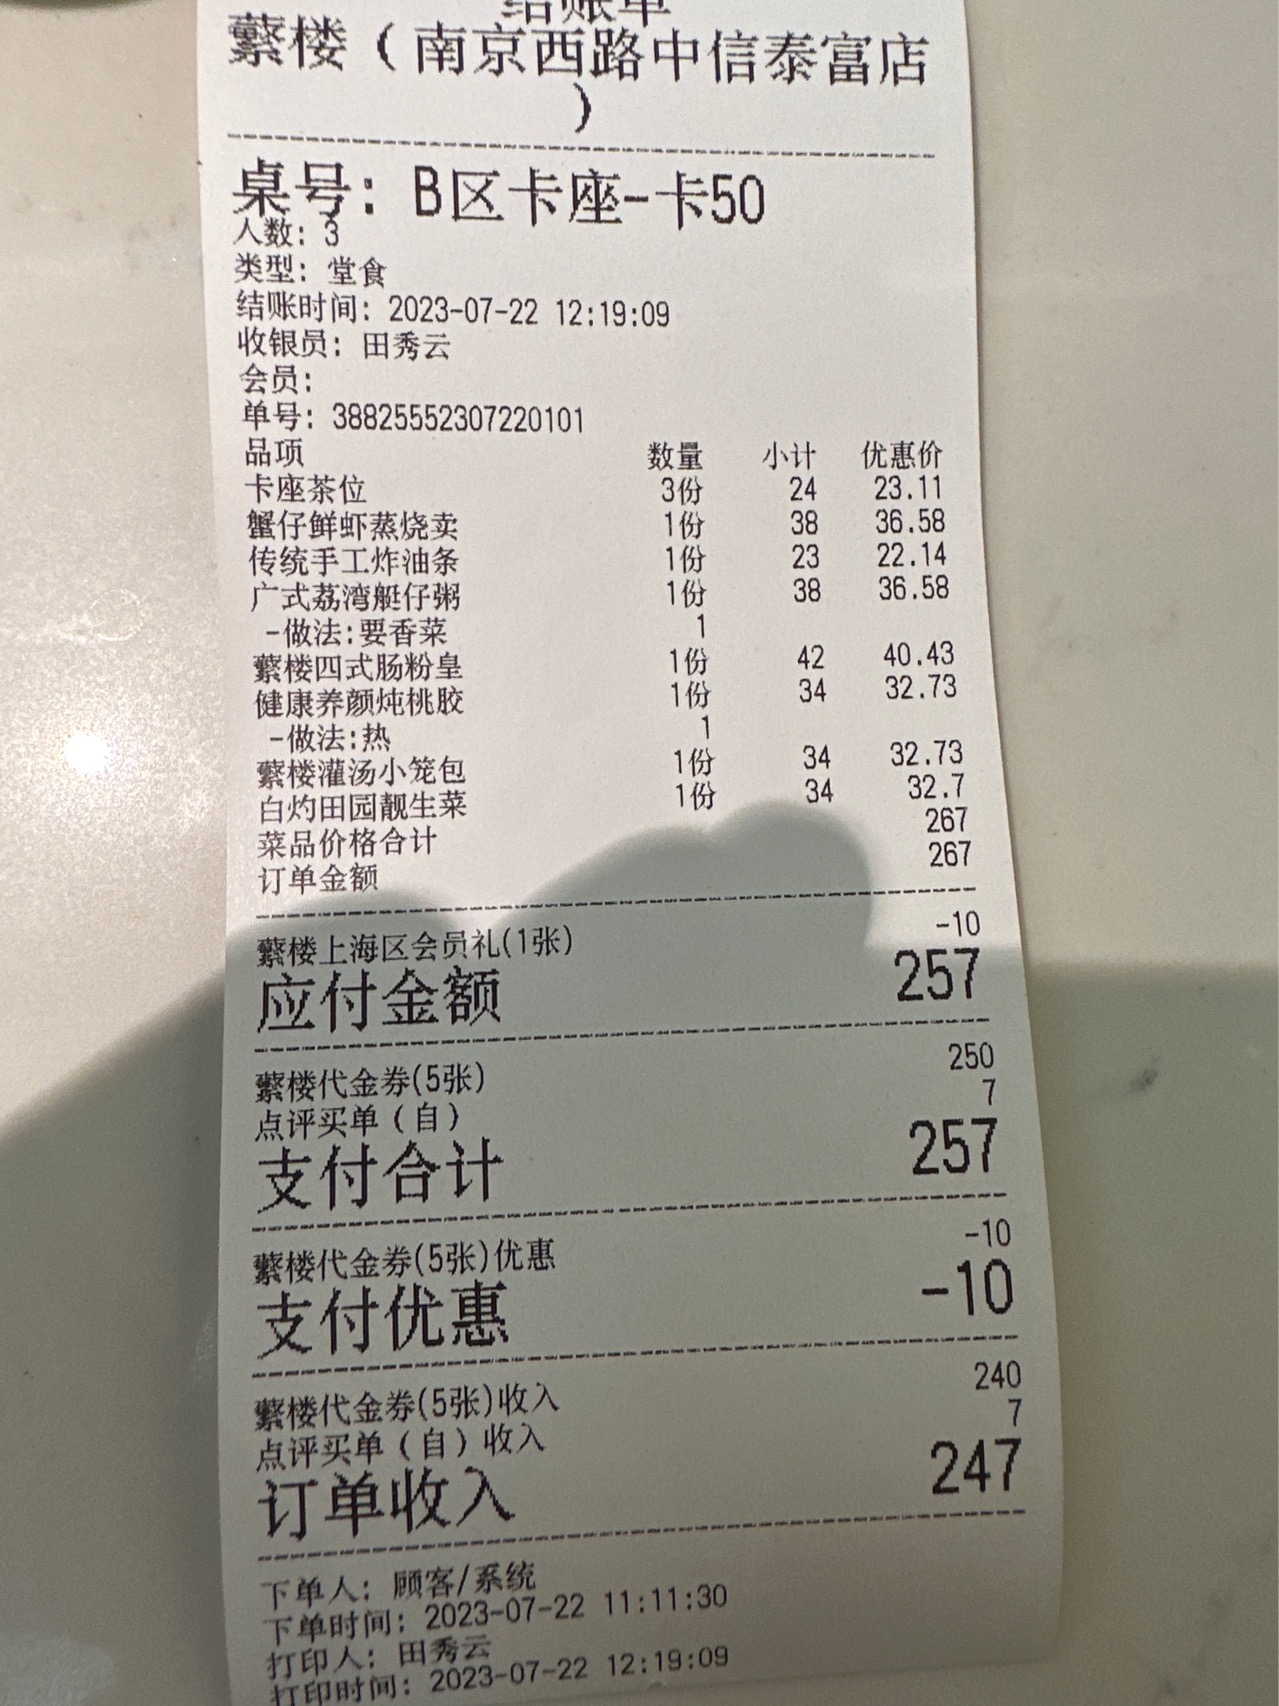 结账单
蘩楼（南京西路中信泰富店
）
桌号：B区卡座-卡50
人数：3
类型：堂食
结账时间：2023-07-22 12:19:09
收银员：田秀云
会员：
单号：38825552307220101
品项 数量 小计 优惠价
卡座茶位 3份 24 23.11
蟹仔鲜虾蒸烧卖 1份 38 36.58
传统手工炸油条 1份 23 22.14
广式荔湾艇仔粥 1份 38 36.58
-做法:要香菜 1
蘩楼四式肠粉皇 1份 42 40.43
健康养颜炖桃胶 1份 34 32.73
-做法:热 1
蘩楼灌汤小笼包 1份 34 32.73
白灼田园靓生菜 1份 34 32.7
菜品价格合计 267
订单金额 267
蘩楼上海区会员礼(1张) -10
应付金额 257
蘩楼代金券(5张) 250
点评买单（自） 7
支付合计 257
蘩楼代金券(5张)优惠 -10
支付优惠 -10
蘩楼代金券(5张)收入 240
点评买单（自）收入 7
订单收入 247
下单人：顾客/系统
下单时间：2023-07-22 11:11:30
打印人：田秀云
打印时间：2023-07-22 12:19:09